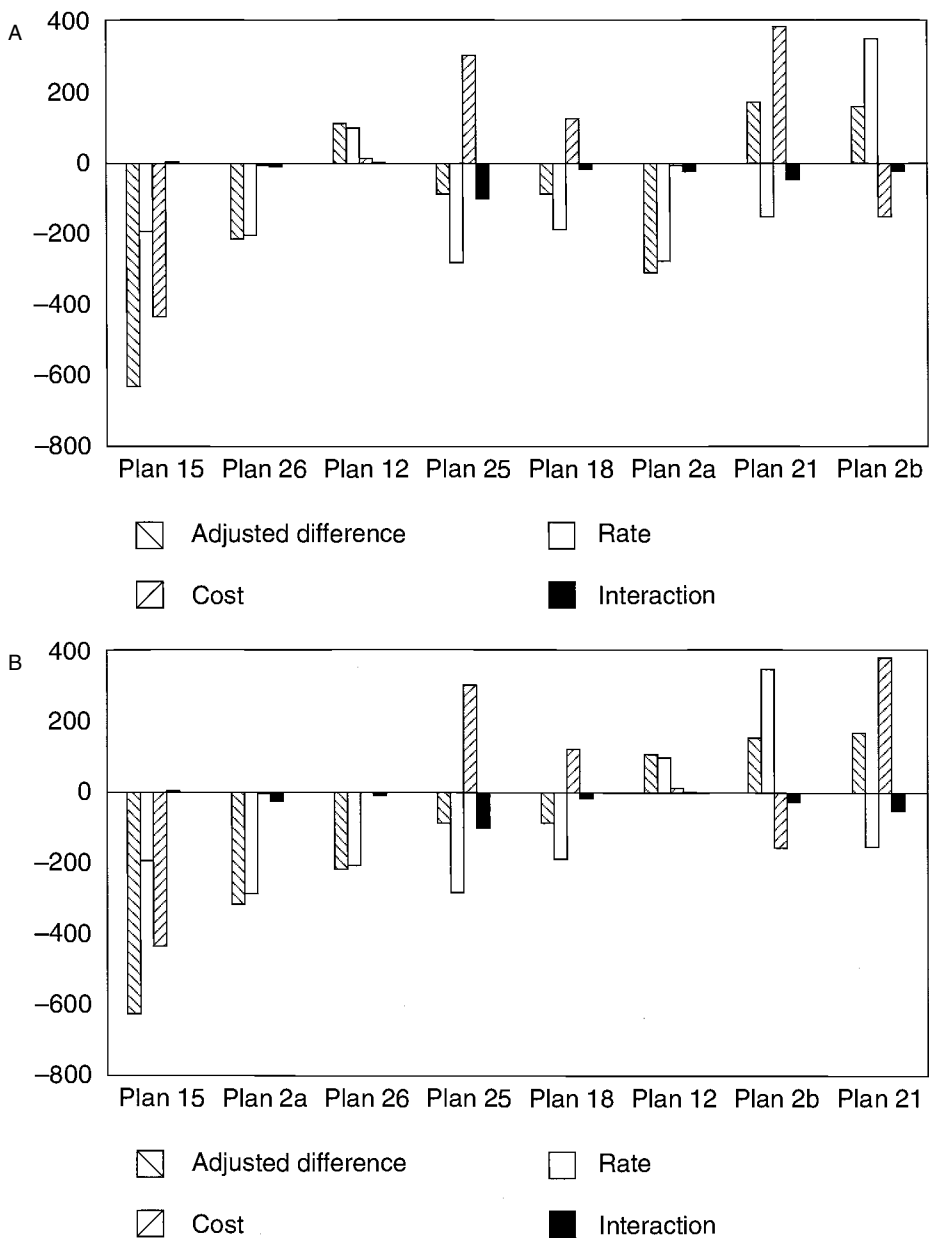 A
400
200
0
−200
−400
−600
−800
Plan 15 Plan 26 Plan 12 Plan 25 Plan 18 Plan 2a Plan 21 Plan 2b
Adjusted difference Rate
Cost Interaction
B
400
200
0
−200
−400
−600
−800
Plan 15 Plan 2a Plan 26 Plan 25 Plan 18 Plan 12 Plan 2b Plan 21
Adjusted difference Rate
Cost Interaction